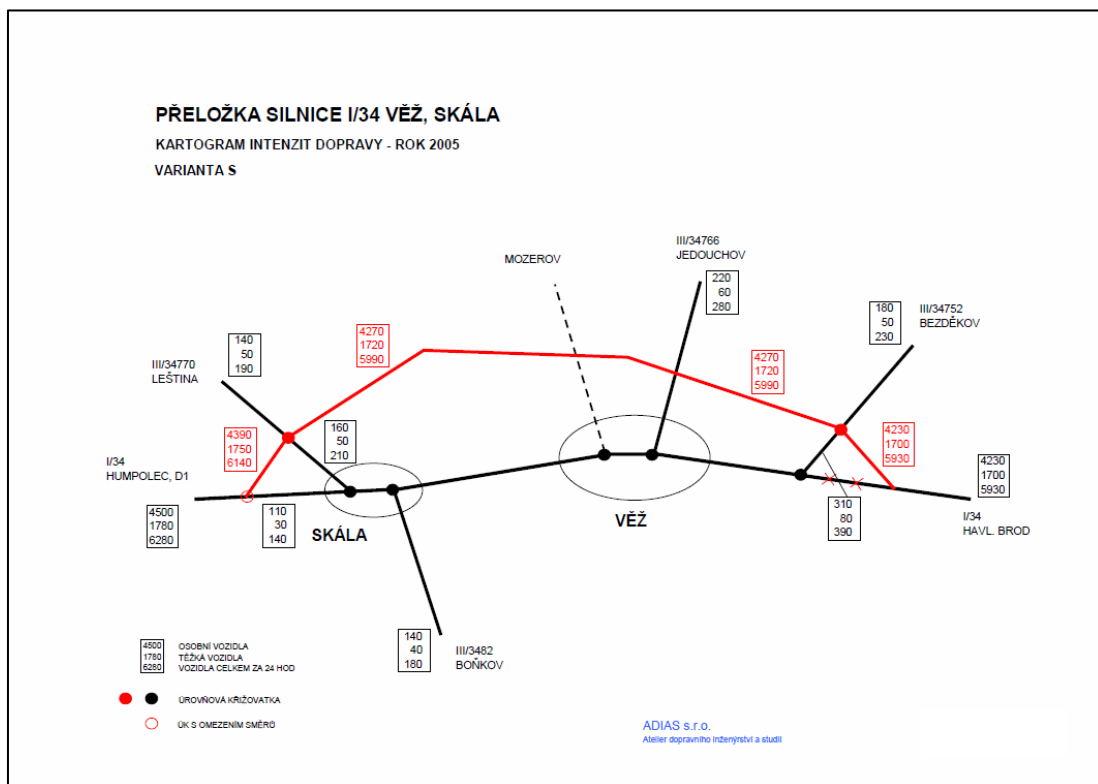 PŘELOŽKA SILNICE I/34 VĚŽ, SKÁLA
KARTOGRAM INTENZIT DOPRAVY - ROK 2005
VARIANTA S
III/34766
JEDOUCHOV
220
60
280
MOZEROV
180
50
230
III/34752
BEZDĚKOV
4270
1720
5990
140
50
190
III/34770
LEŠTINA
4270
1720
5990
4390
1750
6140
160
50
210
4230
1700
5930
I/34
HUMPOLEC, D1
4230
1700
5930
4500
1780
6280
110
30
140
SKÁLA
VĚŽ
310
80
390
I/34
HAVL. BROD
140
40
180
III/3482
BOŇKOV
4500
1780
6280
OSOBNÍ VOZIDLA
TĚŽKÁ VOZIDLA
VOZIDLA CELKEM ZA 24 HOD
ÚROVŇOVÁ KŘIŽOVATKA
ÚK S OMEZENÍM SMĚRŮ
ADIAS s.r.o.
Atelier dopravního inženýrství a studií